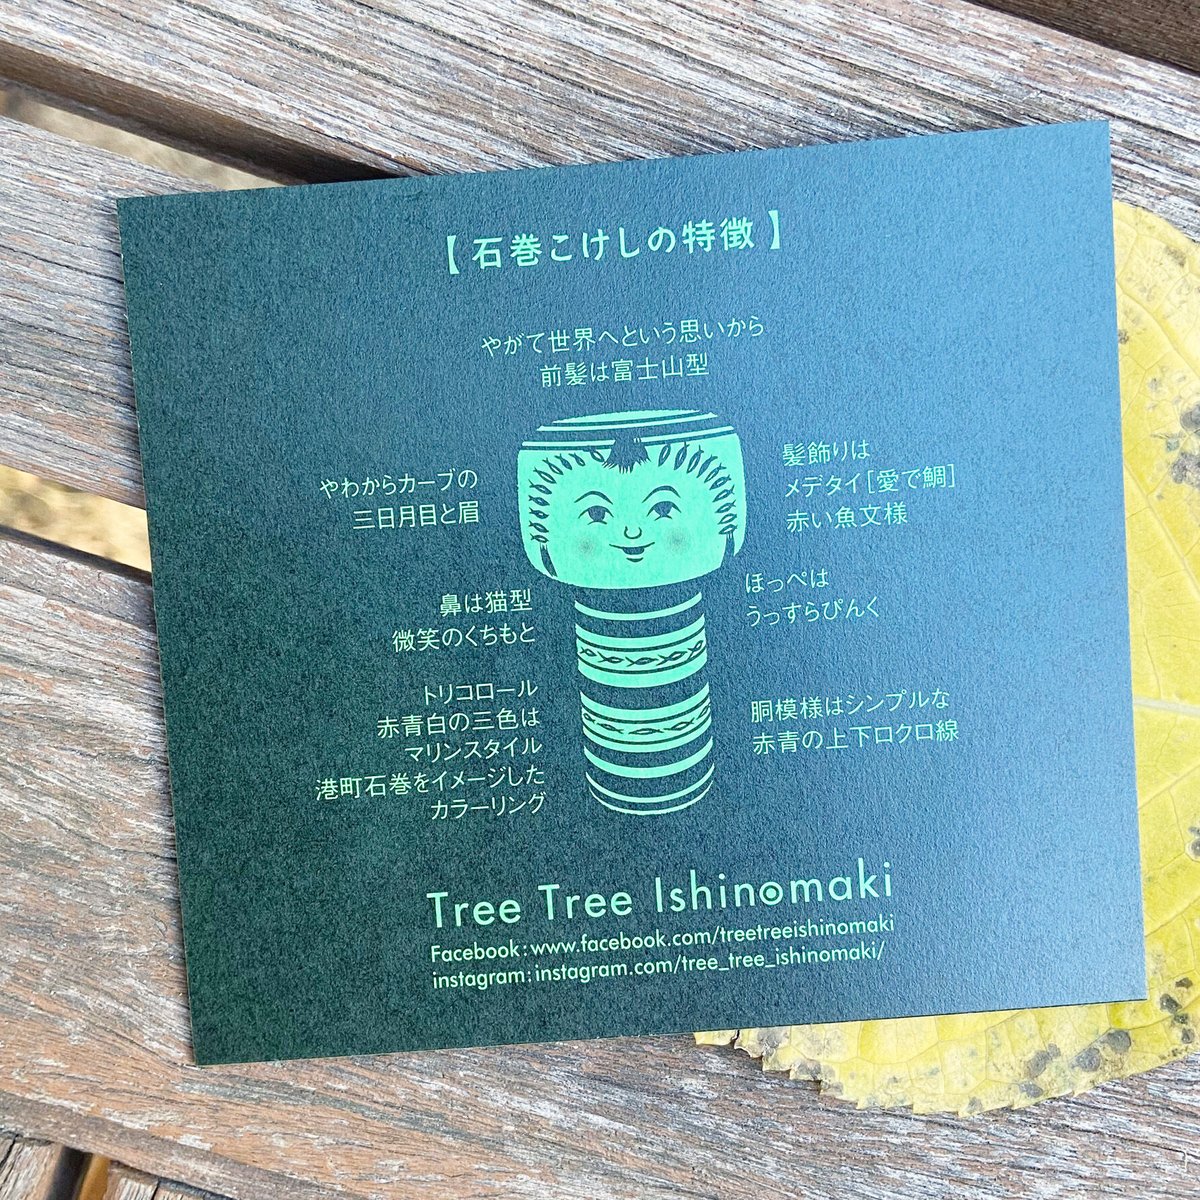 【石巻こけしの特徴】
やがて世界へという思いから
前髪は富士山型
やわからカーブの
三日月目と眉
髪飾りは
メデタイ[愛で鯛]
赤い魚文様
鼻は猫型
微笑のくちもと
ほっぺは
うっすらぴんく
トリコロール
赤青白の三色は
マリンスタイル
港町石巻をイメージした
カラーリング
胴模様はシンプルな
赤青の上下ロクロ線
Tree Tree Ishinomaki
Facebook:www.facebook.com/treetreeishinomaki
instagram:instagram.com/tree_tree_ishinomaki/